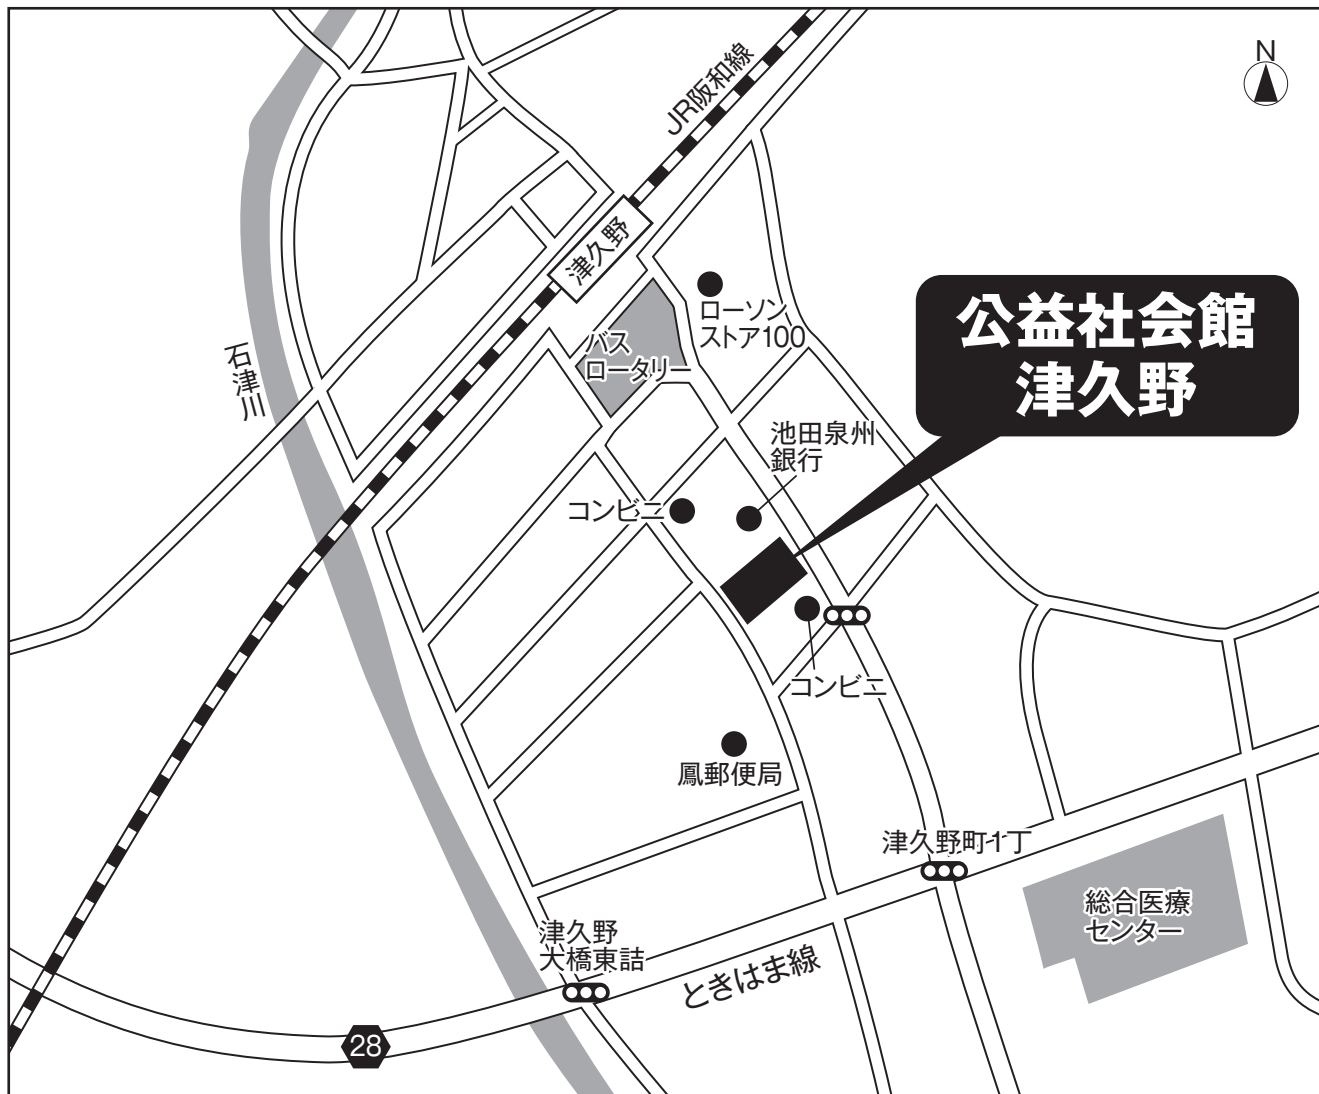 N
JR阪和線
津久野
ローソン
ストア100
バス
ロータリー
公益社会館
津久野
石津川
池田泉州
銀行
コンビニ
コンビニ
鳳郵便局
津久野町1丁
総合医療
センター
津久野
大橋東詰
ときはま線
28